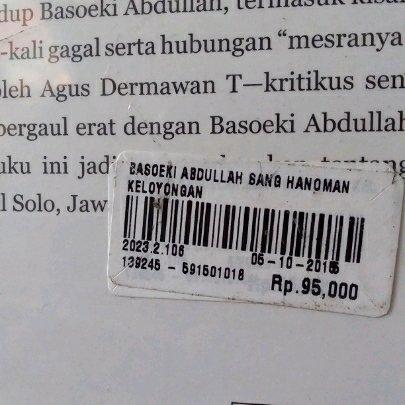 dup Basoeki Abdullah, termasuk kisah
-kali gagal serta hubungan “mesranya
oleh Agus Dermawan T—kritikus sen
bergaul erat dengan Basoeki Abdullah
uku ini jadi tentang
l Solo, Jaw
BASOEKI ABDULLAH SANG HANOMAN
KELOYONGAN
2023.2.106 05-10-2015
139245 - 591501018 Rp.95,000